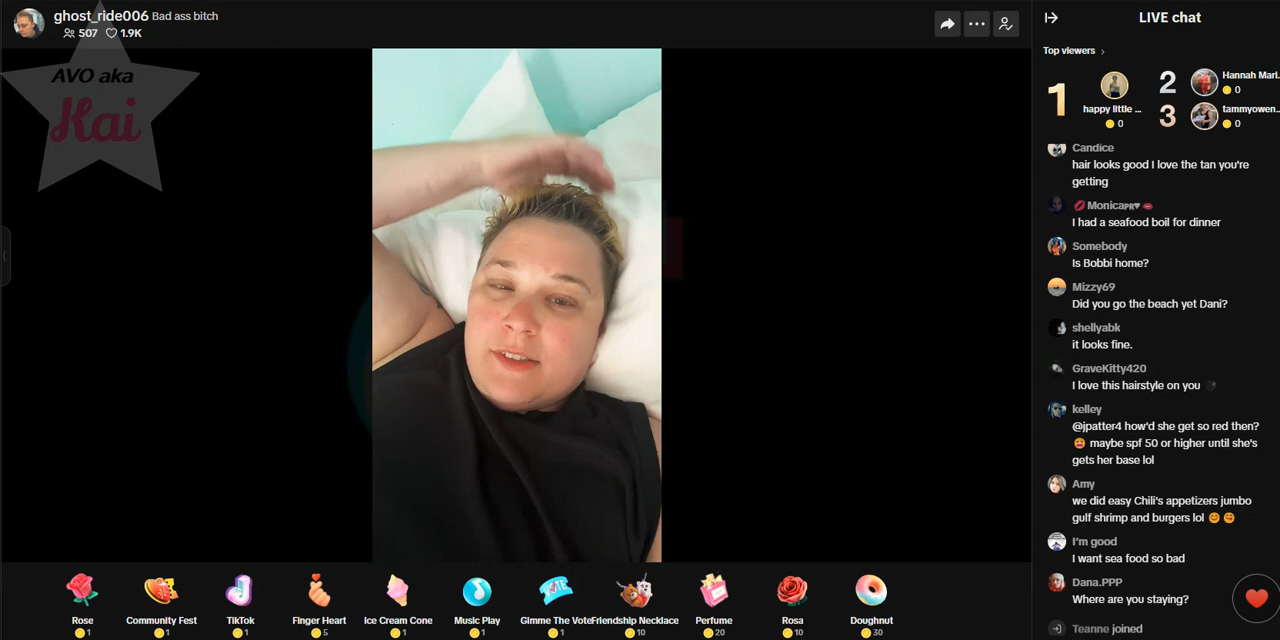 ghost_ride006 Bad ass bitch
507 1.9K
AVO aka
Kai
LIVE chat
Top viewers
1
happy little ...
0
2
Hannah Mari.
0
3
tammyowen...
0
Candice
hair looks good I love the tan you're
getting
Monica
I had a seafood boil for dinner
Somebody
Is Bobbi home?
Mizzy69
Did you go the beach yet Dani?
shellyabk
it looks fine.
GraveKitty420
I love this hairstyle on you
kelley
@jpatter4 how'd she get so red then?
😩 maybe spf 50 or higher until she's
gets her base lol
Amy
we did easy Chili's appetizers jumbo
gulf shrimp and burgers lol 😊 🥰
I'm good
I want sea food so bad
Dana.PPP
Where are you staying?
Teanne joined
Rose
1
Community Fest
1
TikTok
1
Finger Heart
5
Ice Cream Cone
1
Music Play
1
VOTE
Gimme The Vote
1
Friendship Necklace
10
Perfume
20
Rosa
10
Doughnut
30